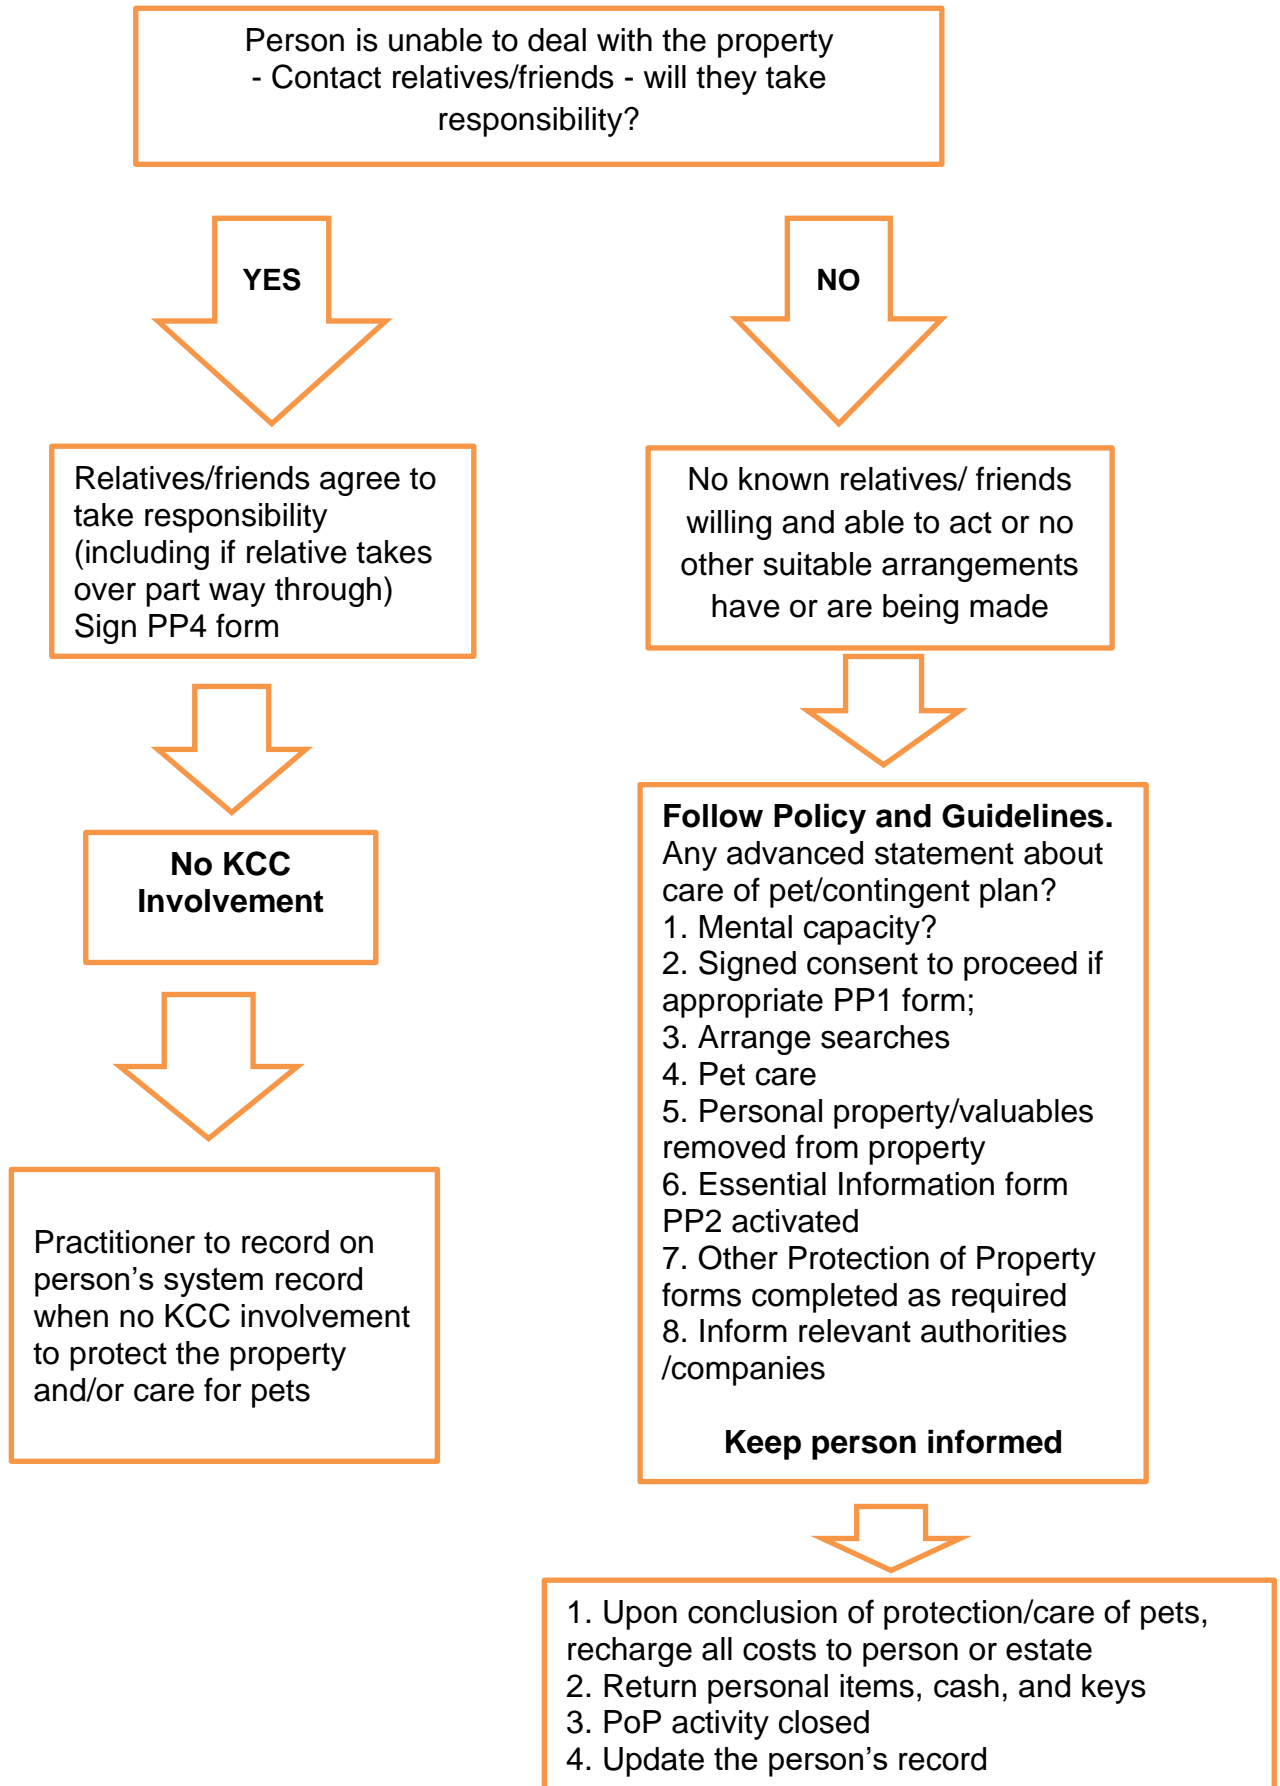 Person is unable to deal with the property
- Contact relatives/friends - will they take
responsibility?
YES
NO
Relatives/friends agree to
take responsibility
(including if relative takes
over part way through)
Sign PP4 form
No known relatives/ friends
willing and able to act or no
other suitable arrangements
have or are being made
No KCC
Involvement
Practitioner to record on
person’s system record
when no KCC involvement
to protect the property
and/or care for pets
Follow Policy and Guidelines.
Any advanced statement about
care of pet/contingent plan?
1. Mental capacity?
2. Signed consent to proceed if
appropriate PP1 form;
3. Arrange searches
4. Pet care
5. Personal property/valuables
removed from property
6. Essential Information form
PP2 activated
7. Other Protection of Property
forms completed as required
8. Inform relevant authorities
/companies
Keep person informed
1. Upon conclusion of protection/care of pets,
recharge all costs to person or estate
2. Return personal items, cash, and keys
3. PoP activity closed
4. Update the person’s record